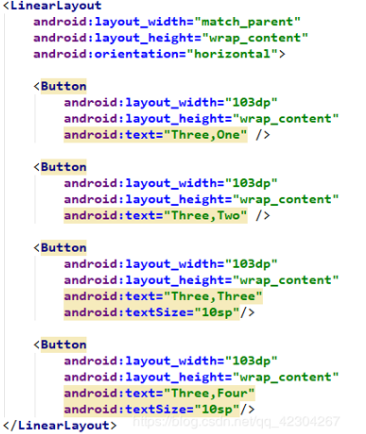 <LinearLayout
android:layout_width="match_parent"
android:layout_height="wrap_content"
android:orientation="horizontal">
<Button
android:layout_width="103dp"
android:layout_height="wrap_content"
android:text="Three,One" />
<Button
android:layout_width="103dp"
android:layout_height="wrap_content"
android:text="Three,Two" />
<Button
android:layout_width="103dp"
android:layout_height="wrap_content"
android:text="Three,Three"
android:textSize="10sp"/>
<Button
android:layout_width="103dp"
android:layout_height="wrap_content"
android:text="Three,Four"
android:textSize="10sp"/>
</LinearLayout>
https://blog.csdn.net/qq_42304267